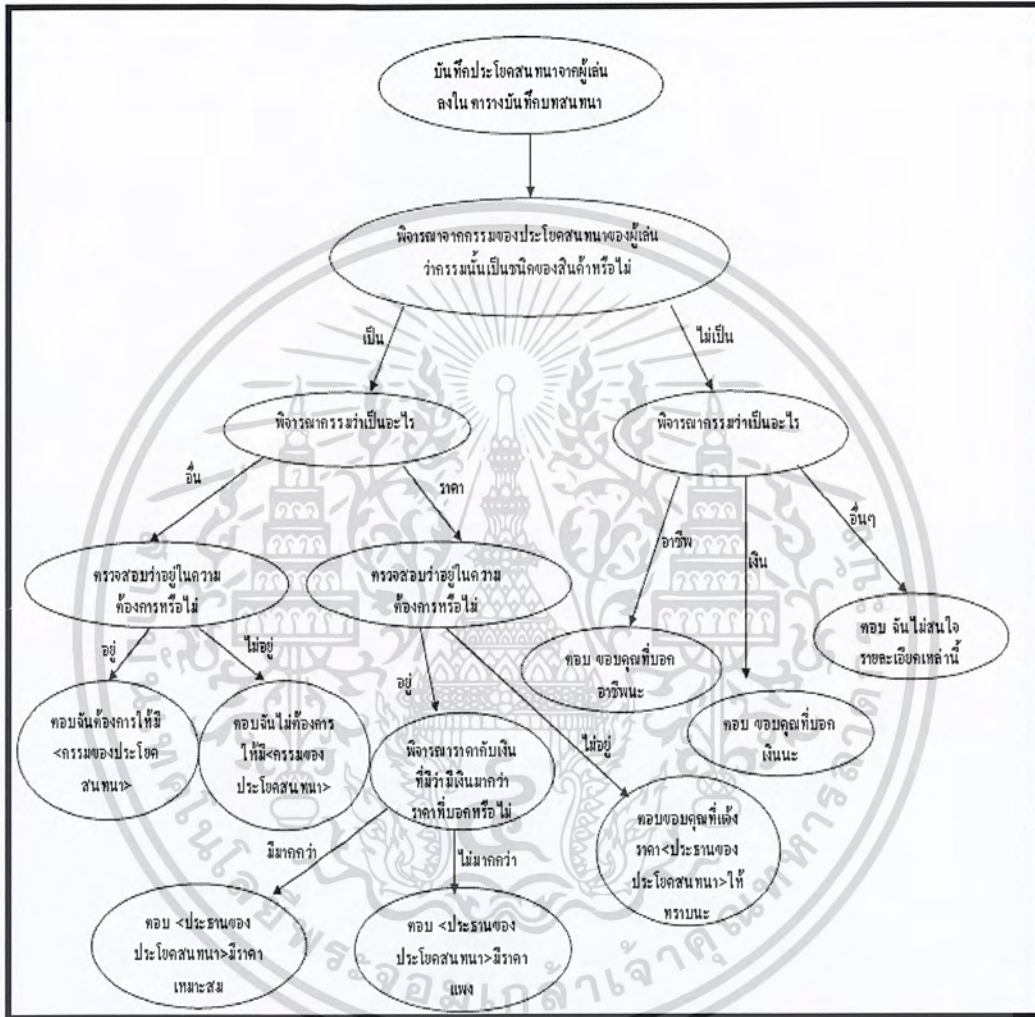 บันทึกประโยคสนทนาจากผู้เล่น
ลงใน ตารางบันทึกบทสนทนา
พิจารณาจากกรรมของประโยคสนทนาของผู้เล่น
ว่ากรรมนั้นเป็นชนิดของสินค้าหรือไม่
เป็น
ไม่เป็น
พิจารณากรรมว่าเป็นอะไร
พิจารณากรรมว่าเป็นอะไร
อื่น
ราคา
อาชีพ
เงิน
อื่นๆ
ตรวจสอบว่าอยู่ในความ
ต้องการหรือไม่
ตรวจสอบว่าอยู่ในความ
ต้องการหรือไม่
ตอบ ขอบคุณที่บอก
อาชีพนะ
ตอบ ฉันไม่สนใจ
รายละเอียดเหล่านี้
อยู่
ไม่อยู่
อยู่
ไม่อยู่
ตอบ ขอบคุณที่บอก
เงินนะ
ตอบฉันต้องการให้มี
<กรรมของประโยค
สนทนา>
ตอบฉันไม่ต้องการ
ให้มี<กรรมของ
ประโยคสนทนา>
พิจารณาราคากับเงิน
ที่มีว่ามีเงินมากว่า
ราคาที่บอกหรือไม่
ตอบขอบคุณที่แจ้ง
ราคา<ประธานของ
ประโยคสนทนา>ให้
ทราบนะ
มีมากกว่า
ไม่มากกว่า
ตอบ <ประธานของ
ประโยคสนทนา>มีราคา
เหมาะสม
ตอบ <ประธานของ
ประโยคสนทนา>มีราคา
แพง